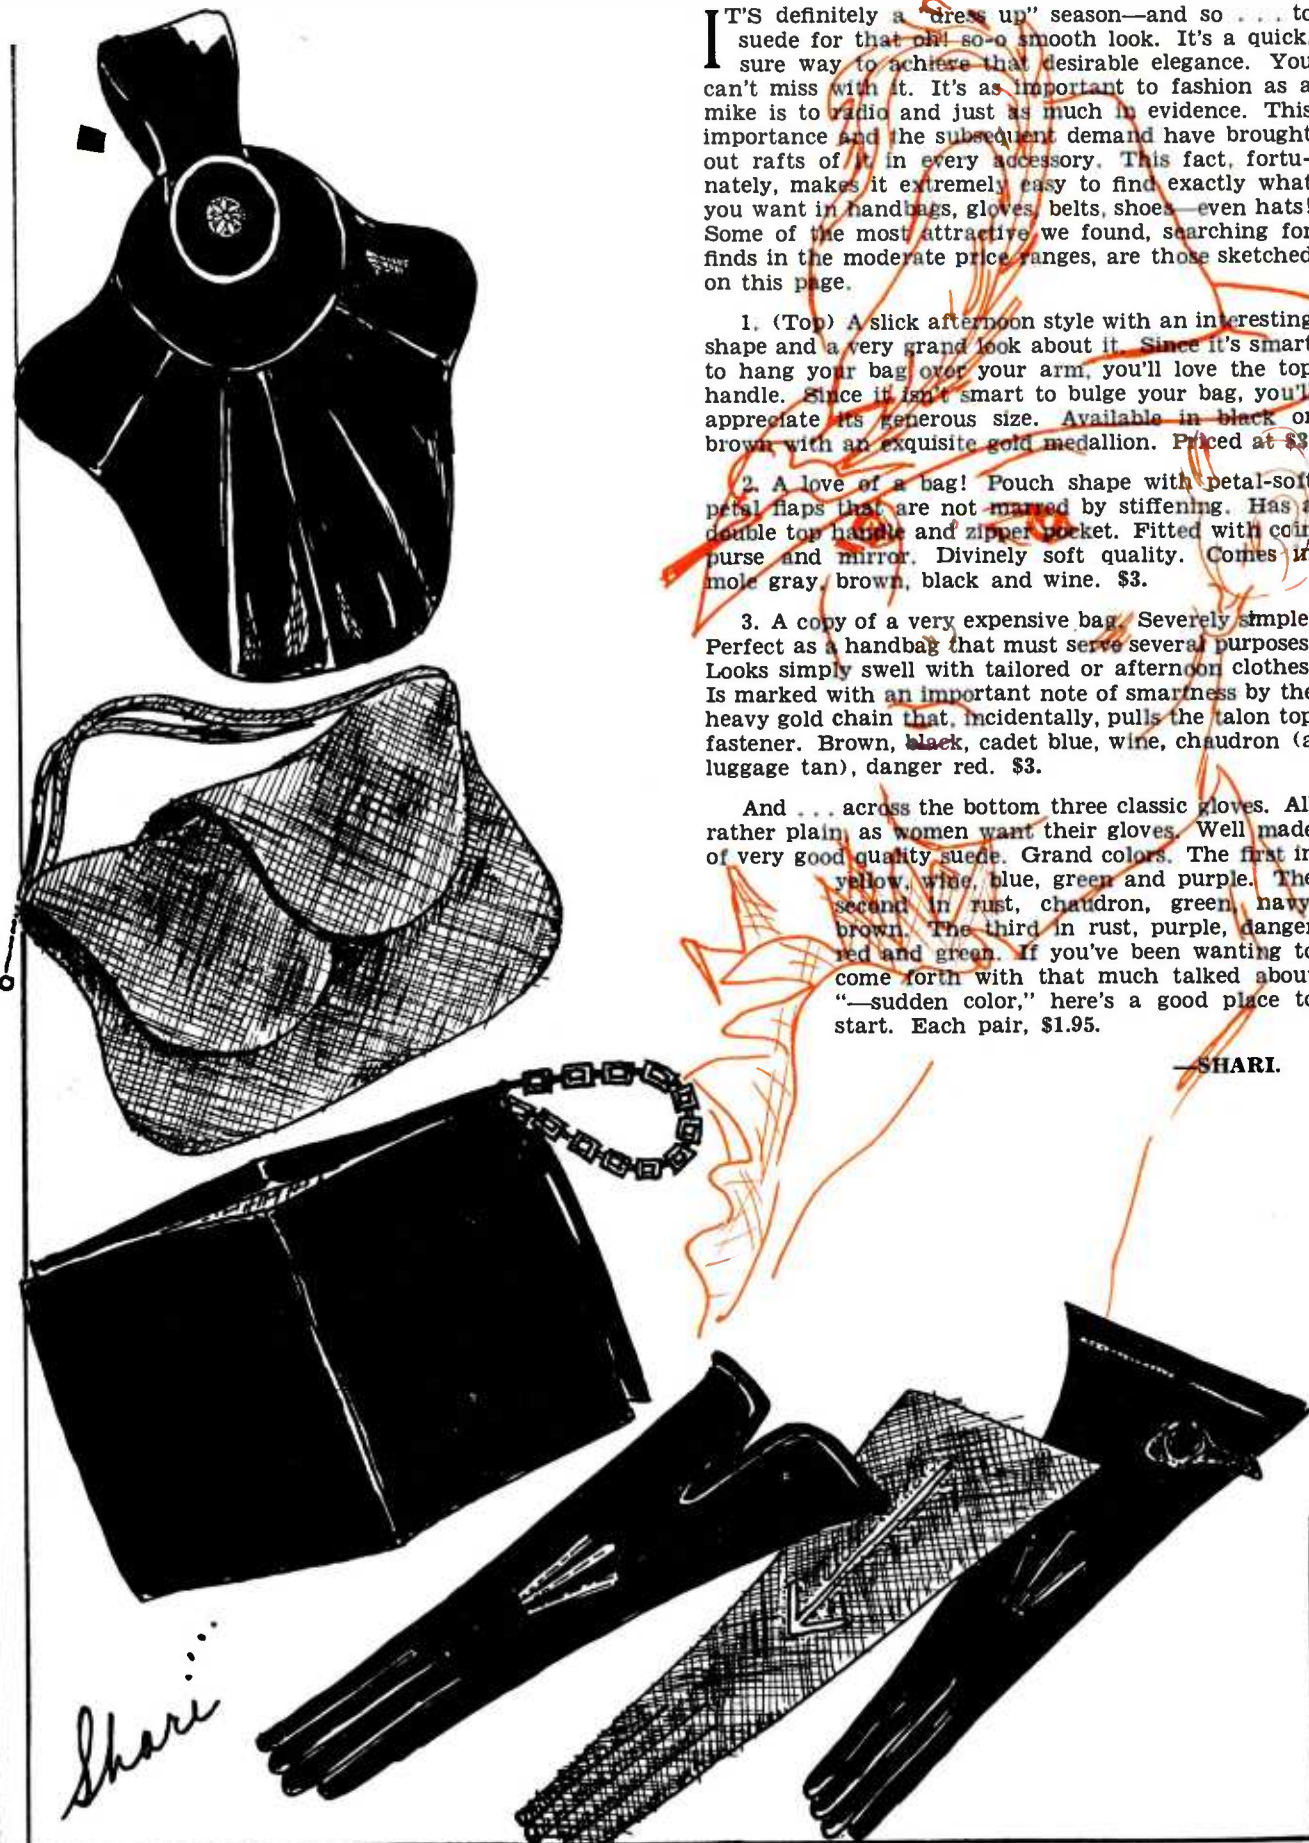 IT'S definitely a "dress up" season—and so . . . to
suede for that oh! so-o smooth look. It's a quick
sure way to achieve that desirable elegance. You
can't miss with it. It's as important to fashion as a
mike is to radio and just as much in evidence. This
importance and the subsequent demand have brought
out rafts of it in every accessory. This fact, fortu-
nately, makes it extremely easy to find exactly what
you want in handbags, gloves, belts, shoes—even hats!
Some of the most attractive we found, searching for
finds in the moderate price ranges, are those sketched
on this page.
1. (Top) A slick afternoon style with an interesting
shape and a very grand look about it. Since it's smart
to hang your bag over your arm, you'll love the top
handle. Since it isn't smart to bulge your bag, you'l
appreciate its generous size. Available in black or
brown with an exquisite gold medallion. Priced at $3
2. A love of a bag! Pouch shape with petal-soft
petal flaps that are not marred by stiffening. Has a
double top handle and zipper pocket. Fitted with coin
purse and mirror. Divinely soft quality. Comes in
mole gray, brown, black and wine. $3.
3. A copy of a very expensive bag. Severely simple
Perfect as a handbag that must serve several purposes
Looks simply swell with tailored or afternoon clothes
Is marked with an important note of smartness by the
heavy gold chain that, incidentally, pulls the talon top
fastener. Brown, black, cadet blue, wine, chaudron (a
luggage tan), danger red. $3.
And . . . across the bottom three classic gloves. Al
rather plain, as women want their gloves. Well made
of very good quality suede. Grand colors. The first in
yellow, wine, blue, green and purple. The
second in rust, chaudron, green, navy
brown. The third in rust, purple, danger
red and green. If you've been wanting to
come forth with that much talked about
"—sudden color," here's a good place to
start. Each pair, $1.95.
—SHARI.
Shari